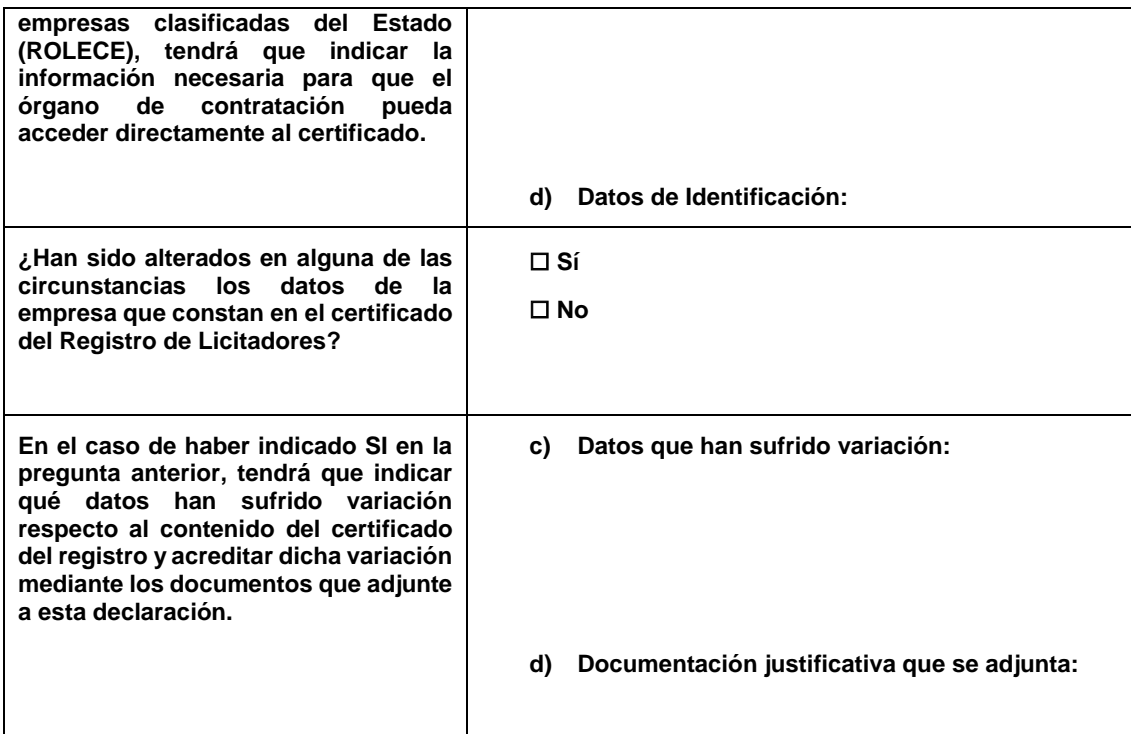 empresas clasificadas del Estado
(ROLECE), tendrá que indicar la
información necesaria para que el
órgano de contratación pueda
acceder directamente al certificado.
d) Datos de Identificación:
¿Han sido alterados en alguna de las
circunstancias los datos de la
empresa que constan en el certificado
del Registro de Licitadores?
☐ Sí
☐ No
En el caso de haber indicado SI en la
pregunta anterior, tendrá que indicar
qué datos han sufrido variación
respecto al contenido del certificado
del registro y acreditar dicha variación
mediante los documentos que adjunte
a esta declaración.
c) Datos que han sufrido variación:
d) Documentación justificativa que se adjunta: